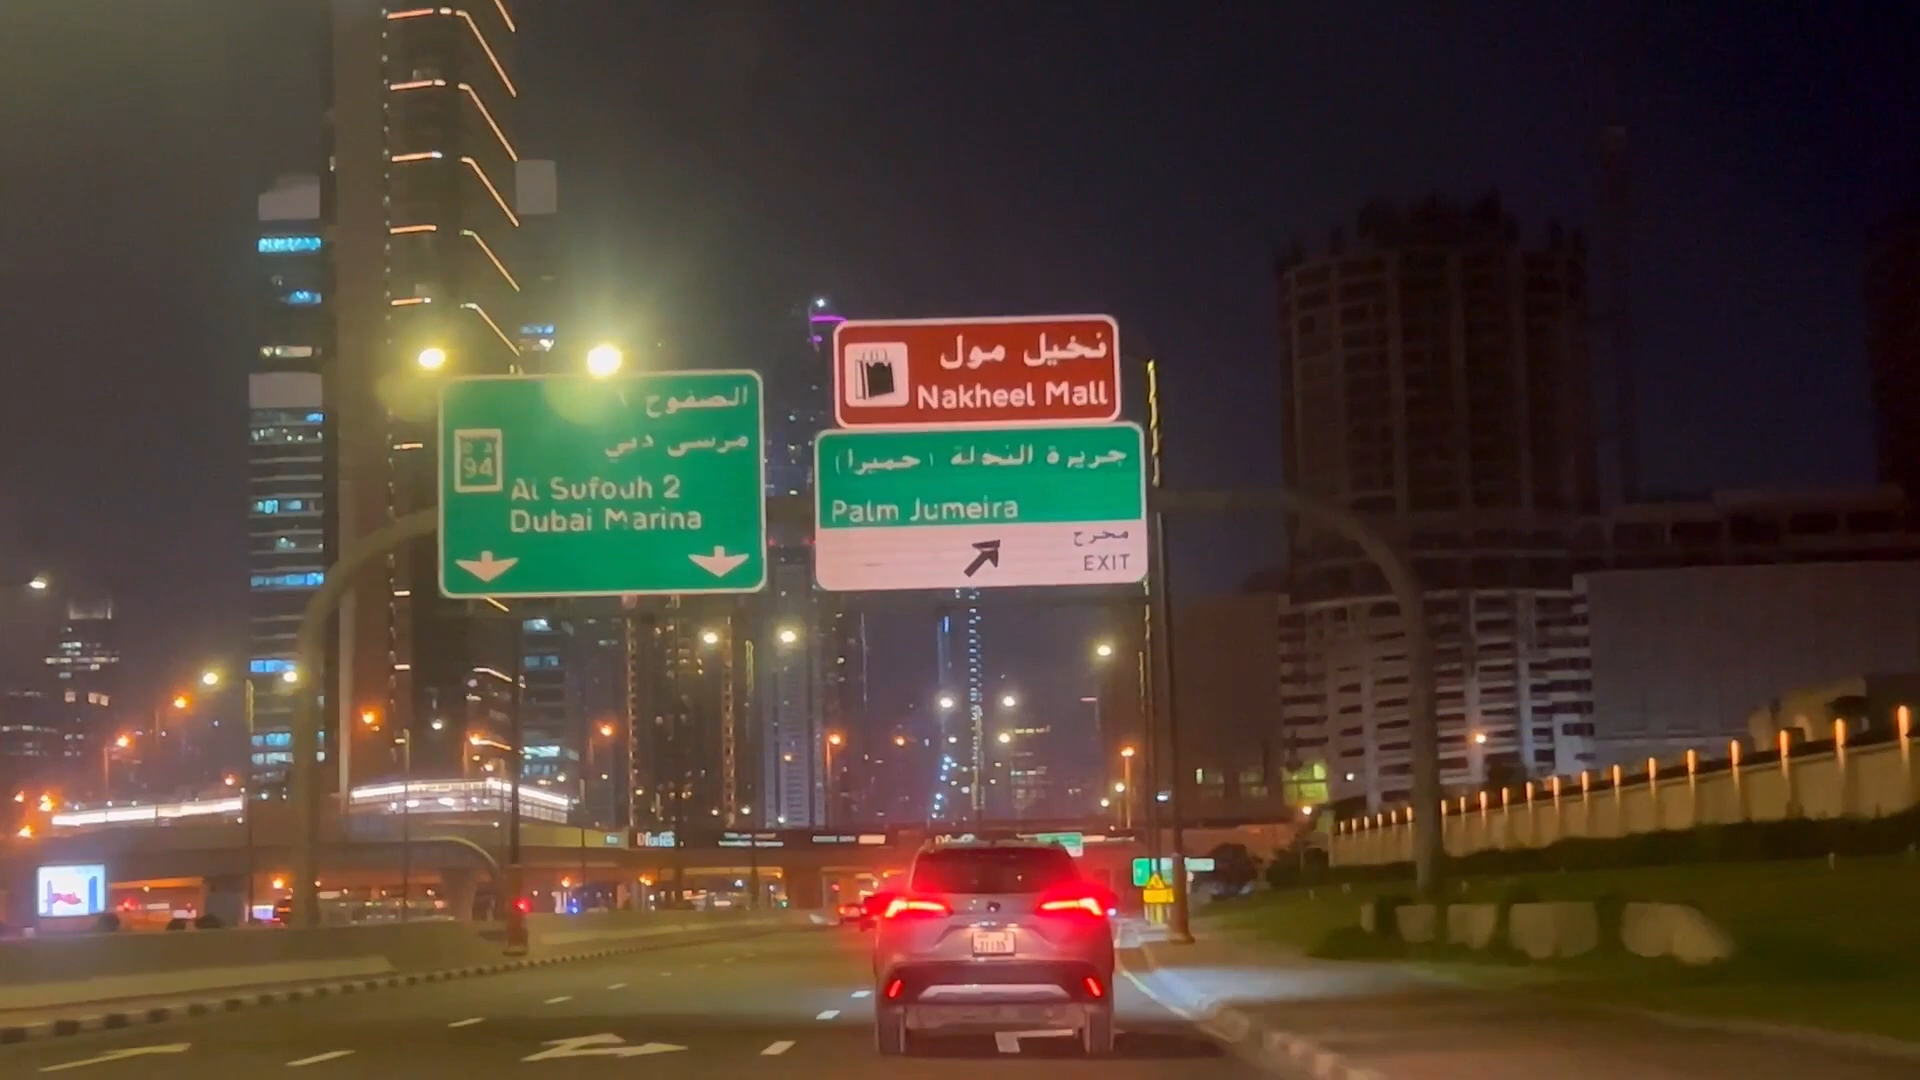 الصفوح ٢
مرسى دبي
94
Al Sufouh 2
Dubai Marina
نخيل مول
Nakheel Mall
جزيرة النخلة (جميرا)
Palm Jumeira
مخرج
EXIT